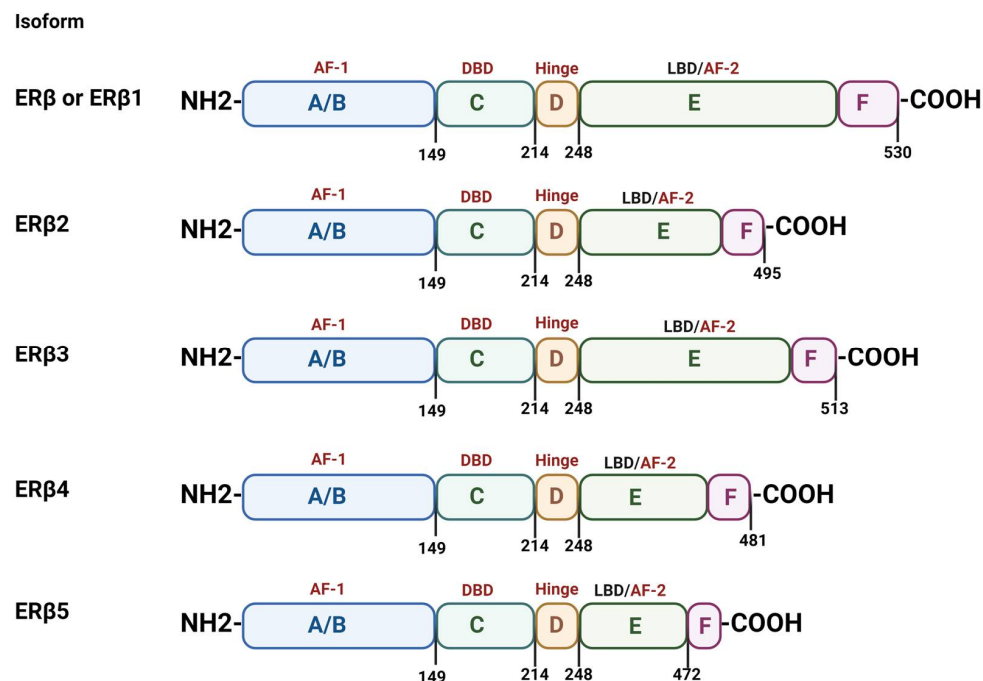 Isoform
AF-1 DBD Hinge LBD/AF-2
ERβ or ERβ1 NH2- A/B C D E F -COOH
149 214 248 530
AF-1 DBD Hinge LBD/AF-2
ERβ2 NH2- A/B C D E F -COOH
149 214 248 495
AF-1 DBD Hinge LBD/AF-2
ERβ3 NH2- A/B C D E F -COOH
149 214 248 513
AF-1 DBD Hinge LBD/AF-2
ERβ4 NH2- A/B C D E F -COOH
149 214 248 481
AF-1 DBD Hinge LBD/AF-2
ERβ5 NH2- A/B C D E F -COOH
149 214 248 472